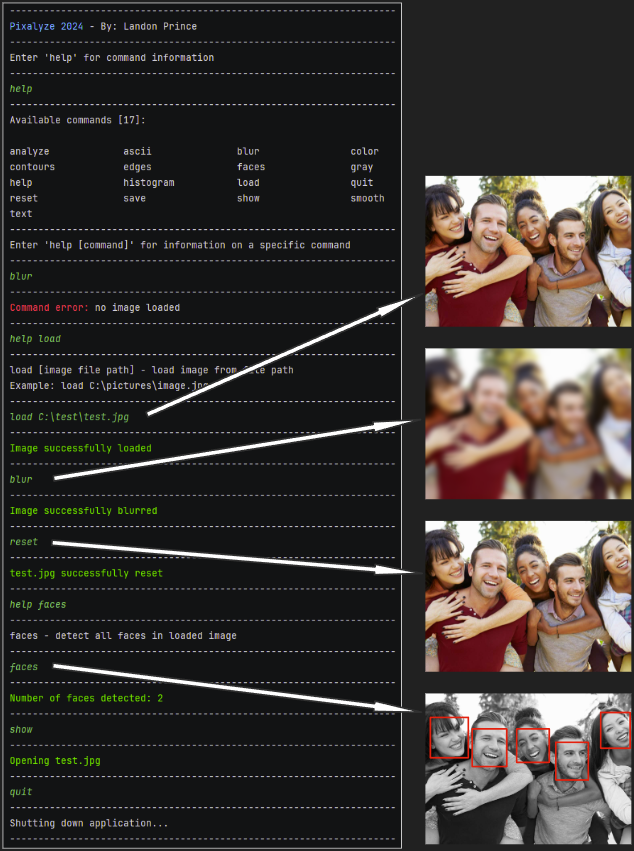 Pixalyze 2024 - By: Landon Prince
Enter 'help' for command information
help
Available commands [17]:
analyze ascii blur color
contours edges faces gray
help histogram load quit
reset save show smooth
text
Enter 'help [command]' for information on a specific command
blur
Command error: no image loaded
help load
load [image file path] - load image from file path
Example: load C:\pictures\image.jpg
load C:\test\test.jpg
Image successfully loaded
blur
Image successfully blurred
reset
test.jpg successfully reset
help faces
faces - detect all faces in loaded image
faces
Number of faces detected: 2
show
Opening test.jpg
quit
Shutting down application...